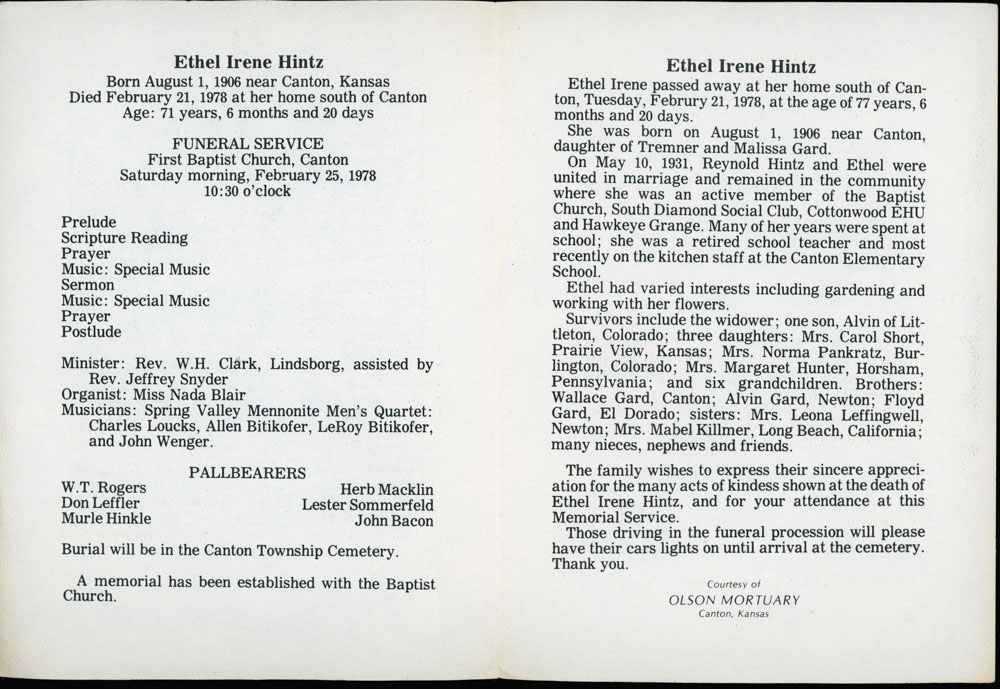 Ethel Irene Hintz
Born August 1, 1906 near Canton, Kansas
Died February 21, 1978 at her home south of Canton
Age: 71 years, 6 months and 20 days
FUNERAL SERVICE
First Baptist Church, Canton
Saturday morning, February 25, 1978
10:30 o'clock
Prelude
Scripture Reading
Prayer
Music: Special Music
Sermon
Music: Special Music
Prayer
Postlude
Minister: Rev. W.H. Clark, Lindsborg, assisted by
Rev. Jeffrey Snyder
Organist: Miss Nada Blair
Musicians: Spring Valley Mennonite Men's Quartet:
Charles Loucks, Allen Bitikofer, LeRoy Bitikofer,
and John Wenger.
PALLBEARERS
W.T. Rogers Herb Macklin
Don Leffler Lester Sommerfeld
Murle Hinkle John Bacon
Burial will be in the Canton Township Cemetery.
A memorial has been established with the Baptist
Church.
Ethel Irene Hintz
Ethel Irene passed away at her home south of Can-
ton, Tuesday, Februry 21, 1978, at the age of 77 years, 6
months and 20 days.
She was born on August 1, 1906 near Canton,
daughter of Tremner and Malissa Gard.
On May 10, 1931, Reynold Hintz and Ethel were
united in marriage and remained in the community
where she was an active member of the Baptist
Church, South Diamond Social Club, Cottonwood EHU
and Hawkeye Grange. Many of her years were spent at
school; she was a retired school teacher and most
recently on the kitchen staff at the Canton Elementary
School.
Ethel had varied interests including gardening and
working with her flowers.
Survivors include the widower; one son, Alvin of Lit-
tleton, Colorado; three daughters: Mrs. Carol Short,
Prairie View, Kansas; Mrs. Norma Pankratz, Bur-
lington, Colorado; Mrs. Margaret Hunter, Horsham,
Pennsylvania; and six grandchildren. Brothers:
Wallace Gard, Canton; Alvin Gard, Newton; Floyd
Gard, El Dorado; sisters: Mrs. Leona Leffingwell,
Newton; Mrs. Mabel Killmer, Long Beach, California;
many nieces, nephews and friends.
The family wishes to express their sincere appreci-
ation for the many acts of kindess shown at the death of
Ethel Irene Hintz, and for your attendance at this
Memorial Service.
Those driving in the funeral procession will please
have their cars lights on until arrival at the cemetery.
Thank you.
Courtesy of
OLSON MORTUARY
Canton, Kansas